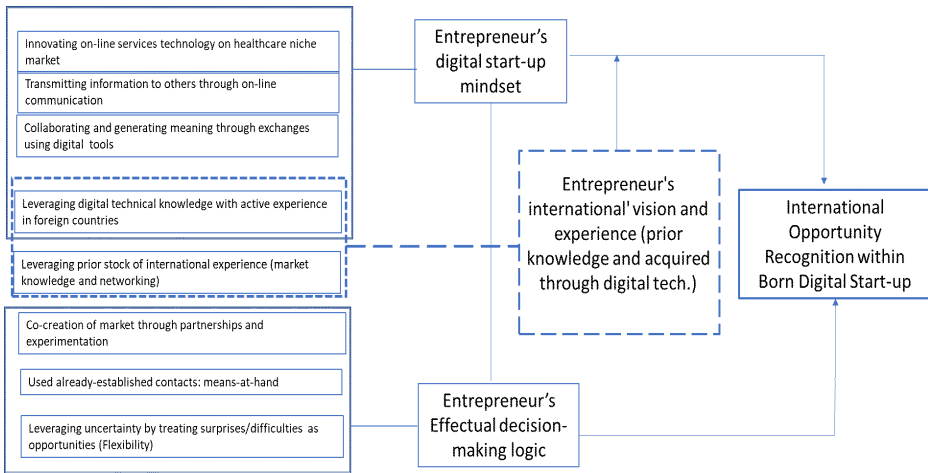 Innovating on-line services technology on healthcare niche
market
Transmitting information to others through on-line
communication
Collaborating and generating meaning through exchanges
using digital tools
Leveraging digital technical knowledge with active experience
in foreign countries
Leveraging prior stock of international experience (market
knowledge and networking)
Co-creation of market through partnerships and
experimentation
Used already-established contacts: means-at-hand
Leveraging uncertainty by treating surprises/difficulties as
opportunities (Flexibility)
Entrepreneur's
digital start-up
mindset
Entrepreneur's
international' vision and
experience (prior
knowledge and acquired
through digital tech.)
Entrepreneur's
Effectual decision-
making logic
International
Opportunity
Recognition within
Born Digital Start-up